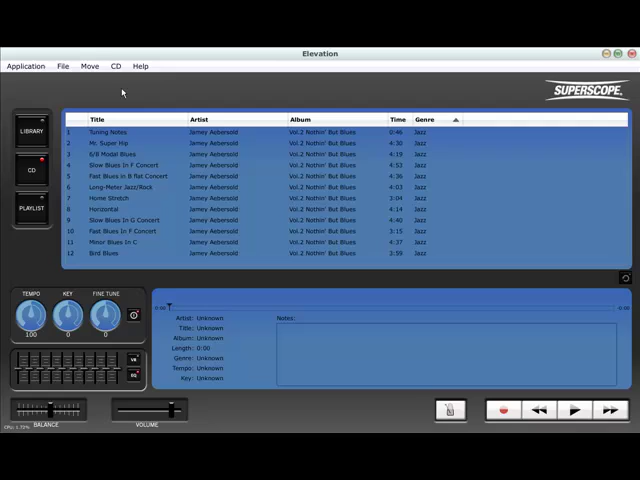 Elevation
Application File Move CD Help
SUPERSCOPE.
LIBRARY
CD
PLAYLIST
Title Artist Album Time Genre
1 Tuning Notes Jamey Aebersold Vol.2 Nothin' But Blues 0:46 Jazz
2 Mr. Super Hip Jamey Aebersold Vol.2 Nothin' But Blues 4:30 Jazz
3 6/8 Modal Blues Jamey Aebersold Vol.2 Nothin' But Blues 4:19 Jazz
4 Slow Blues In F Concert Jamey Aebersold Vol.2 Nothin' But Blues 4:53 Jazz
5 Fast Blues in B flat Concert Jamey Aebersold Vol.2 Nothin' But Blues 4:36 Jazz
6 Long-Meter Jazz/Rock Jamey Aebersold Vol.2 Nothin' But Blues 4:03 Jazz
7 Home Stretch Jamey Aebersold Vol.2 Nothin' But Blues 3:04 Jazz
8 Horizontal Jamey Aebersold Vol.2 Nothin' But Blues 4:14 Jazz
9 Slow Blues In G Concert Jamey Aebersold Vol.2 Nothin' But Blues 4:40 Jazz
10 Fast Blues In F Concert Jamey Aebersold Vol.2 Nothin' But Blues 3:15 Jazz
11 Minor Blues In C Jamey Aebersold Vol.2 Nothin' But Blues 4:37 Jazz
12 Bird Blues Jamey Aebersold Vol.2 Nothin' But Blues 3:59 Jazz
TEMPO KEY FINE TUNE
100 0 0
0:00 -0:00
Artist: Unknown Notes:
Title: Unknown
Album: Unknown
Length: 0:00
Genre: Unknown
Tempo: Unknown
Key: Unknown
VR
EQ
BALANCE VOLUME
CPU: 1.72%